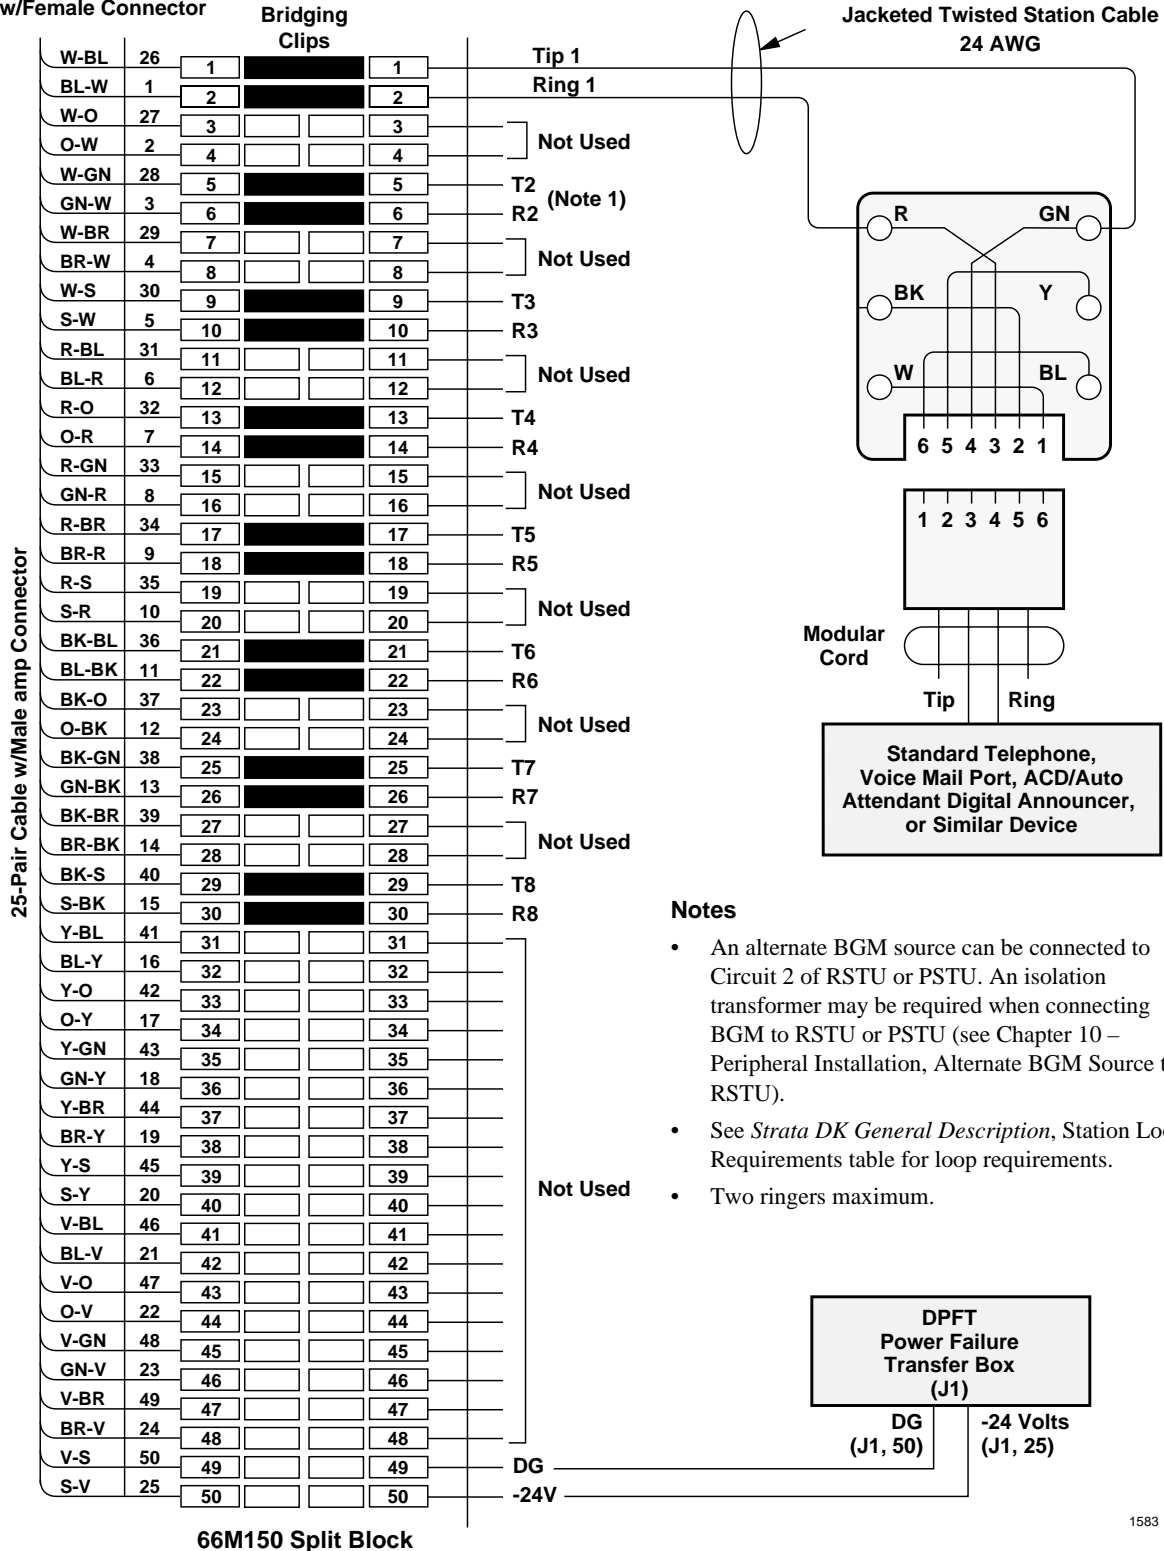 w/Female Connector
Bridging
Clips
Jacketed Twisted Station Cable
24 AWG
25-Pair Cable w/Male amp Connector
W-BL 26 1 1 Tip 1
BL-W 1 2 2 Ring 1
W-O 27 3 3
O-W 2 4 4
Not Used
W-GN 28 5 5 T2
GN-W 3 6 6 R2
(Note 1)
W-BR 29 7 7
BR-W 4 8 8
Not Used
W-S 30 9 9 T3
S-W 5 10 10 R3
R-BL 31 11 11
BL-R 6 12 12
Not Used
R-O 32 13 13 T4
O-R 7 14 14 R4
R-GN 33 15 15
GN-R 8 16 16
Not Used
R-BR 34 17 17 T5
BR-R 9 18 18 R5
R-S 35 19 19
S-R 10 20 20
Not Used
BK-BL 36 21 21 T6
BL-BK 11 22 22 R6
BK-O 37 23 23
O-BK 12 24 24
Not Used
BK-GN 38 25 25 T7
GN-BK 13 26 26 R7
BK-BR 39 27 27
BR-BK 14 28 28
Not Used
BK-S 40 29 29 T8
S-BK 15 30 30 R8
Y-BL 41 31 31
BL-Y 16 32 32
Y-O 42 33 33
O-Y 17 34 34
Y-GN 43 35 35
GN-Y 18 36 36
Y-BR 44 37 37
BR-Y 19 38 38
Y-S 45 39 39
S-Y 20 40 40
Not Used
V-BL 46 41 41
BL-V 21 42 42
V-O 47 43 43
O-V 22 44 44
V-GN 48 45 45
GN-V 23 46 46
V-BR 49 47 47
BR-V 24 48 48
V-S 50 49 49 DG
S-V 25 50 50 -24V
66M150 Split Block
R GN
BK Y
W BL
6 5 4 3 2 1
1 2 3 4 5 6
Modular
Cord
Tip Ring
Standard Telephone,
Voice Mail Port, ACD/Auto
Attendant Digital Announcer,
or Similar Device
Notes
• An alternate BGM source can be connected to
Circuit 2 of RSTU or PSTU. An isolation
transformer may be required when connecting
BGM to RSTU or PSTU (see Chapter 10 –
Peripheral Installation, Alternate BGM Source
RSTU).
• See Strata DK General Description, Station
Requirements table for loop requirements.
• Two ringers maximum.
DPFT
Power Failure
Transfer Box
(J1)
DG
(J1, 50)
-24 Volts
(J1, 25)
1583